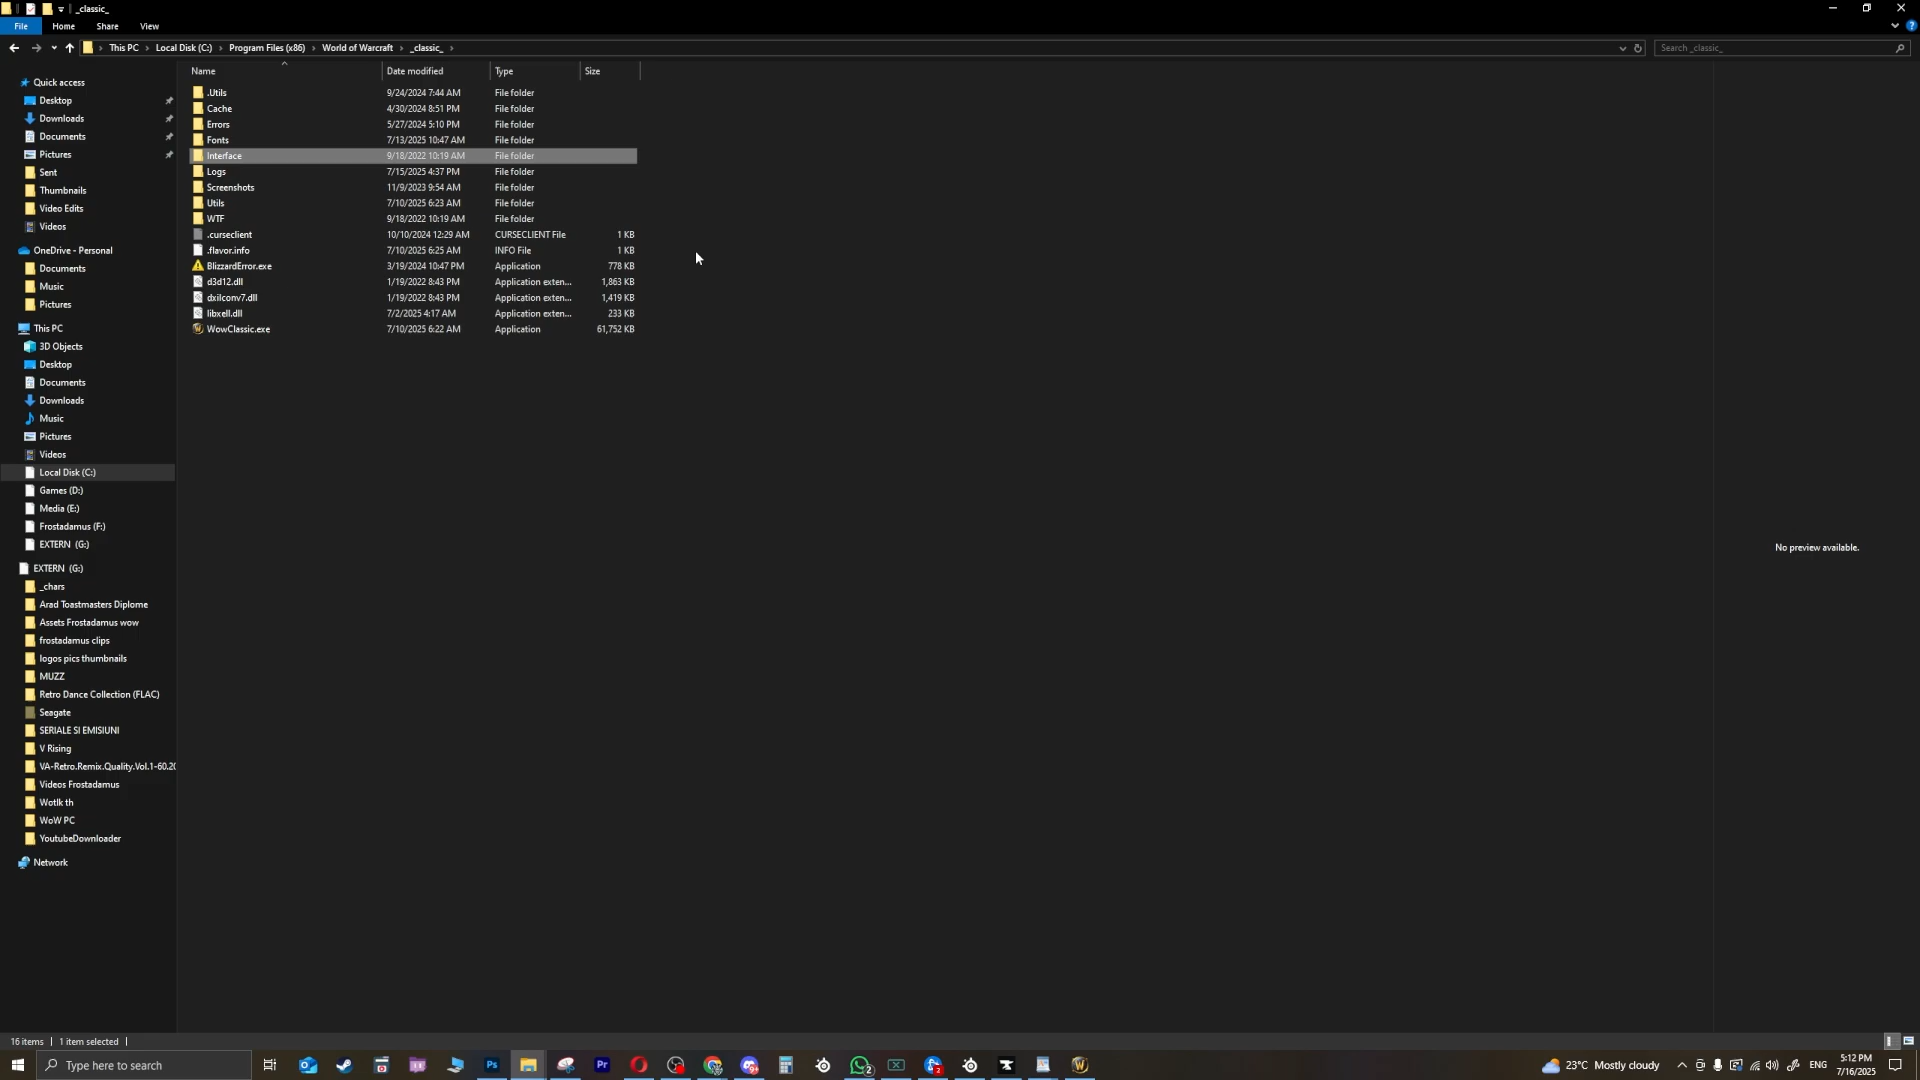 _classic_
File
Home
Share
View
This PC
Local Disk (C:)
Program Files (x86)
World of Warcraft
_classic_
Search _classic_
Name
Date modified
Type
Size
Quick access
Desktop
Downloads
Documents
Pictures
Sent
Thumbnails
Video Edits
Videos
OneDrive - Personal
Documents
Music
Pictures
This PC
3D Objects
Desktop
Documents
Downloads
Music
Pictures
Videos
Local Disk (C:)
Games (D:)
Media (E:)
Frostadamus (F:)
EXTERN (G:)
EXTERN (G:)
_chars
Arad Toastmasters Diplome
Assets Frostadamus wow
frostadamus clips
logos pics thumbnails
MUZZ
Retro Dance Collection (FLAC)
Seagate
SERIALE SI EMISIUNI
V Rising
VA-Retro.Remix.Quality.Vol.1-60.20
Videos Frostadamus
Wotlk th
WoW PC
YoutubeDownloader
Network
.Utils 9/24/2024 7:44 AM File folder
Cache 4/30/2024 8:51 PM File folder
Errors 5/27/2024 5:10 PM File folder
Fonts 7/13/2025 10:47 AM File folder
Interface 9/18/2022 10:19 AM File folder
Logs 7/15/2025 4:37 PM File folder
Screenshots 11/9/2023 9:54 AM File folder
Utils 7/10/2025 6:23 AM File folder
WTF 9/18/2022 10:19 AM File folder
.curseclient 10/10/2024 12:29 AM CURSECLIENT File 1 KB
.flavor.info 7/10/2025 6:25 AM INFO File 1 KB
BlizzardError.exe 3/19/2024 10:47 PM Application 778 KB
d3d12.dll 1/19/2022 8:43 PM Application exten... 1,863 KB
dxilconv7.dll 1/19/2022 8:43 PM Application exten... 1,419 KB
libxell.dll 7/2/2025 4:17 AM Application exten... 233 KB
WowClassic.exe 7/10/2025 6:22 AM Application 61,752 KB
No preview available.
16 items
1 item selected
Type here to search
Ps
Pr
2
9+
2
23°C Mostly cloudy
ENG
5:12 PM
7/16/2025